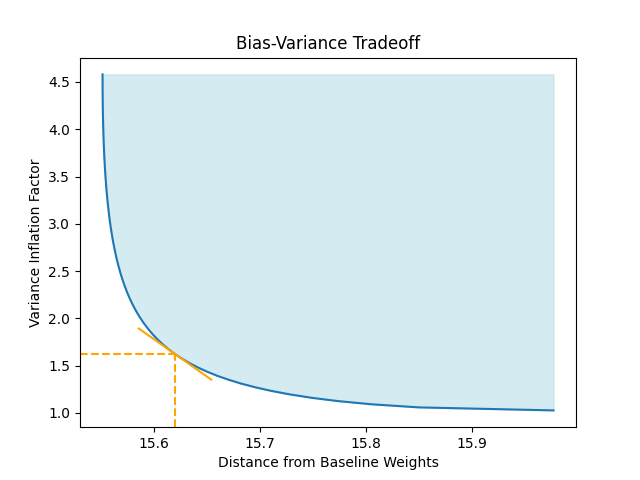 Bias-Variance Tradeoff
4.5
4.0
3.5
3.0
2.5
2.0
1.5
1.0
Variance Inflation Factor
15.6 15.7 15.8 15.9
Distance from Baseline Weights